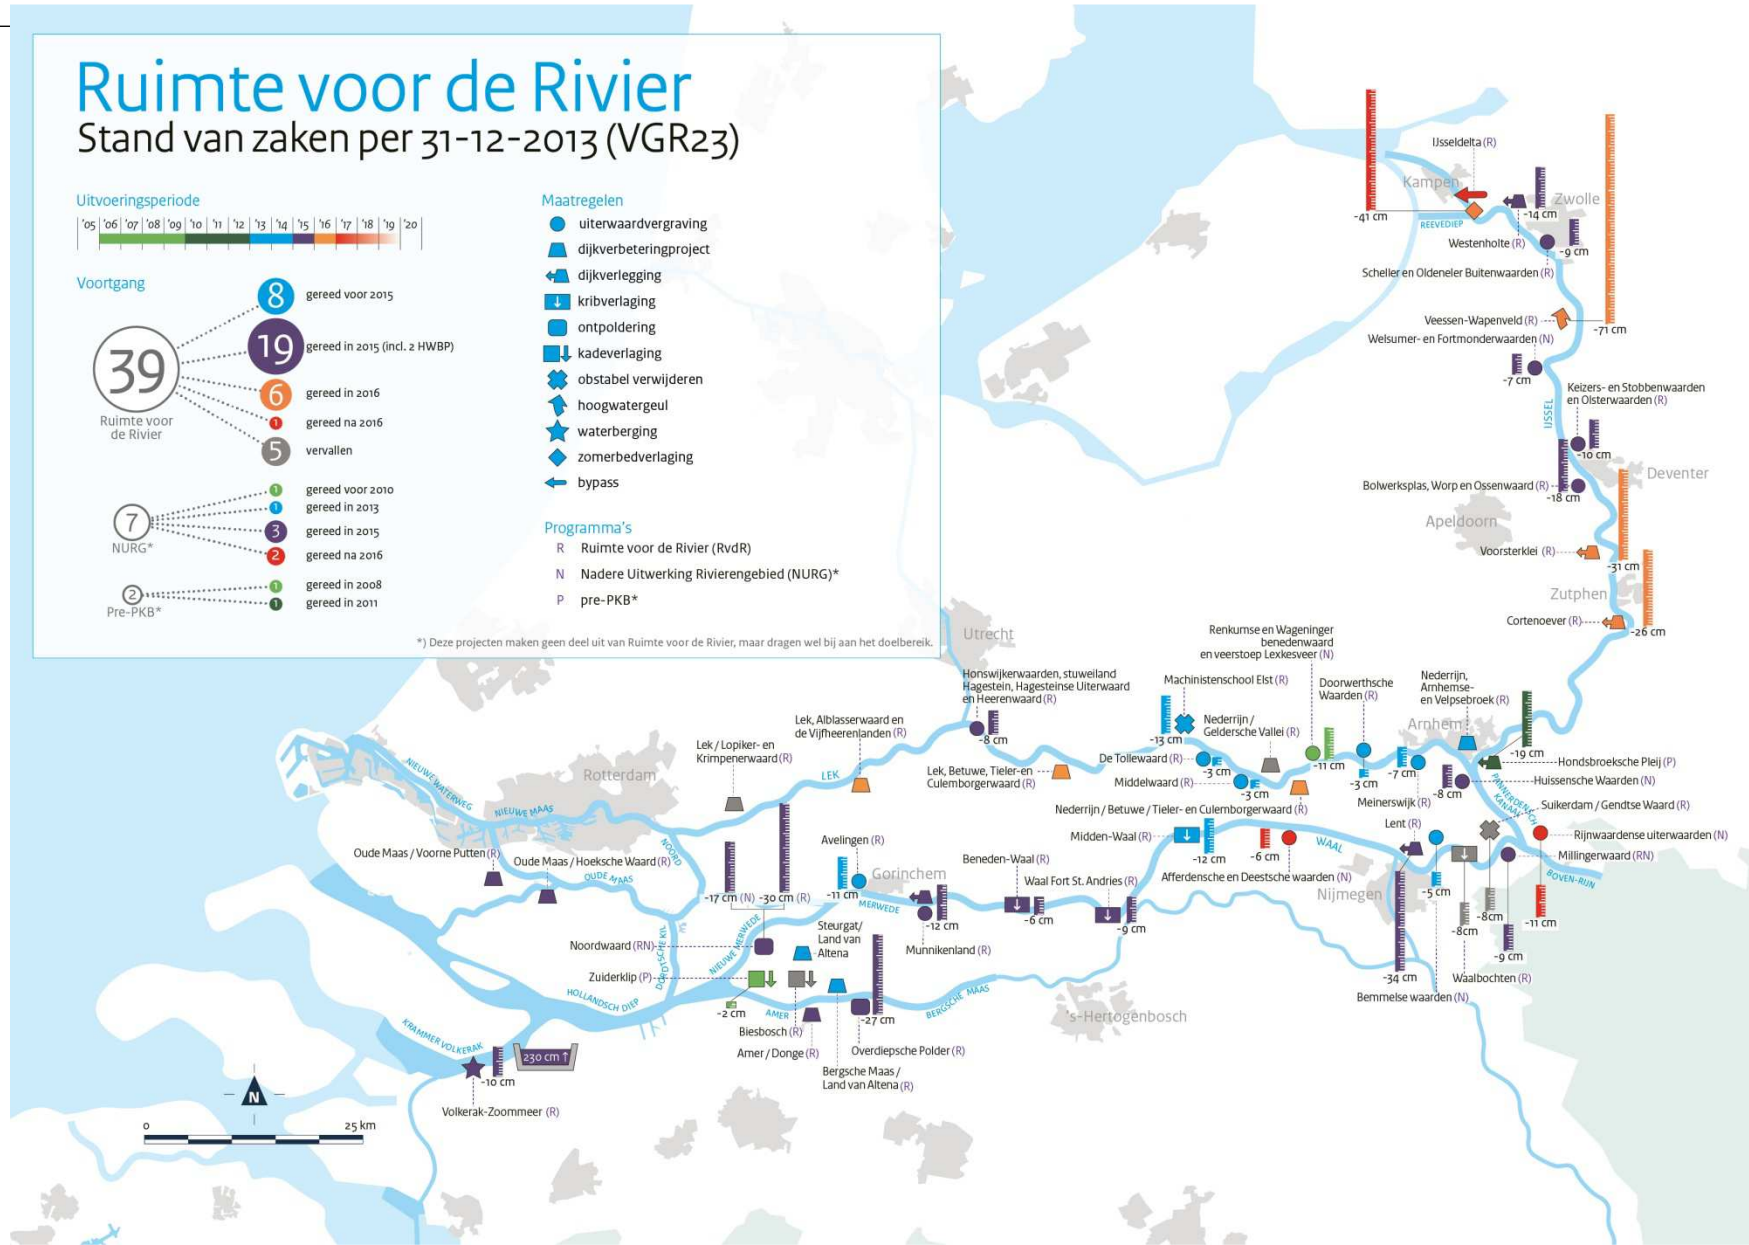 Ruimte voor de Rivier
Stand van zaken per 31-12-2013 (VGR23)
Uitvoeringsperiode
'05 '06 '07 '08 '09 '10 '11 '12 '13 '14 '15 '16 '17 '18 '19 '20
Voortgang
39
Ruimte voor
de Rivier
8 gereed voor 2015
19 gereed in 2015 (incl. 2 HWBP)
6 gereed in 2016
1 gereed na 2016
5 vervallen
7
NURG*
1 gereed voor 2010
1 gereed in 2013
3 gereed in 2015
2 gereed na 2016
2
Pre-PKB*
1 gereed in 2008
1 gereed in 2011
Maatregelen
uiterwaardvergraving
dijkverbeteringproject
dijkverlegging
kribverlaging
ontpoldering
kadeverlaging
obstabel verwijderen
hoogwatergeul
waterberging
zomerbedverlaging
bypass
Programma's
R Ruimte voor de Rivier (RvdR)
N Nadere Uitwerking Rivierengebied (NURG)*
P pre-PKB*
*) Deze projecten maken geen deel uit van Ruimte voor de Rivier, maar dragen wel bij aan het doelbereik.
IJsseldelta (R)
Kampen
-41 cm
REEVEDIEP
Zwolle
-14 cm
Westenholte (R)
-9 cm
Scheller en Oldeneler Buitenwaarden (R)
Veessen-Wapenveld (R)
-71 cm
Welsumer- en Fortmonderwaarden (N)
-7 cm
Keizers- en Stobbenwaarden
en Olsterwaarden (R)
IJSSEL
-10 cm
Deventer
Bolwerksplas, Worp en Ossenwaard (R)
-18 cm
Apeldoorn
Voorsterklei (R)
-31 cm
Zutphen
Cortenoever (R)
-26 cm
Utrecht
Renkumse en Wageninger
benedenwaard
en veerstoep Lexkesveer (N)
Honswijkerwaarden, stuweiland
Hagestein, Hagesteinse Uiterwaard
en Heerenwaard (R)
-8 cm
Machinistenschool Elst (R)
-13 cm
Doorwerthsche
Waarden (R)
Nederrijn,
Arnhemse-
en Velpsebroek (R)
Nederrijn /
Geldersche Vallei (R)
Arnhem
Lek, Alblasserwaard en
de Vijfheerenlanden (R)
Lek / Lopiker- en
Krimpenerwaard (R)
LEK
Lek, Betuwe, Tieler-en
Culemborgerwaard (R)
De Tollewaard (R)
-3 cm
Middelwaard (R)
-3 cm
-11 cm
-3 cm
-7 cm
-19 cm
Hondsbroeksche Pleij (P)
-8 cm
Huissensche Waarden (N)
PANNERDENSCH
KANAAL
Meinerswijk (R)
Nederrijn / Betuwe / Tieler- en Culemborgerwaard (R)
Suikerdam / Gendtse Waard (R)
Rotterdam
NIEUWE WATERWEG
NIEUWE MAAS
NOORD
Lent (R)
Midden-Waal (R)
-12 cm
-6 cm
WAAL
Rijnwaardense uiterwaarden (N)
Millingerwaard (RN)
BOVEN-RIJN
Afferdensche en Deestsche waarden (N)
Nijmegen
Oude Maas / Voorne Putten (R)
Oude Maas / Hoeksche Waard (R)
OUDE MAAS
Avelingen (R)
-11 cm
Gorinchem
MERWEDE
Beneden-Waal (R)
-6 cm
Waal Fort St. Andries (R)
-9 cm
-17 cm (N) -30 cm (R)
-12 cm
Munnikenland (R)
-5 cm
-8cm
-8cm
-11 cm
-9 cm
-34 cm
Waalbochten (R)
Bemmelse waarden (N)
Noordwaard (RN)
NIEUWE MERWEDE
DORDTSCHE KIL
Steurgat/
Land van
Altena
Zuiderklip (P)
-2 cm
HOLLANDSCH DIEP
AMER
Biesbosch (R)
Amer / Donge (R)
-27 cm
Overdiepsche Polder (R)
BERGSCHE MAAS
's-Hertogenbosch
Bergsche Maas /
Land van Altena (R)
KRAMMER VOLKERAK
-10 cm
230 cm ↑
Volkerak-Zoommeer (R)
N
0 25 km